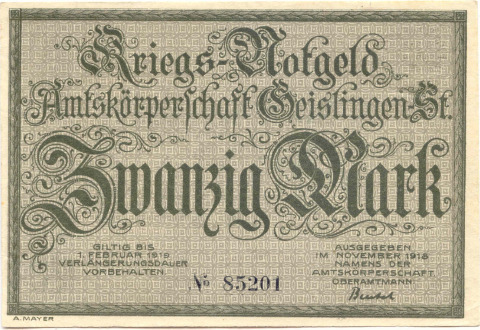 Kriegs-Notgeld
Amtskörperschaft Geislingen-St.
Zwanzig Mark
GILTIG BIS
1. FEBRUAR 1919
VERLÄNGERUNGSDAUER
VORBEHALTEN.
№ 85201
AUSGEGEBEN
IM NOVEMBER 1918
NAMENS DER
AMTSKÖRPERSCHAFT
OBERAMTMANN
A. MAYER